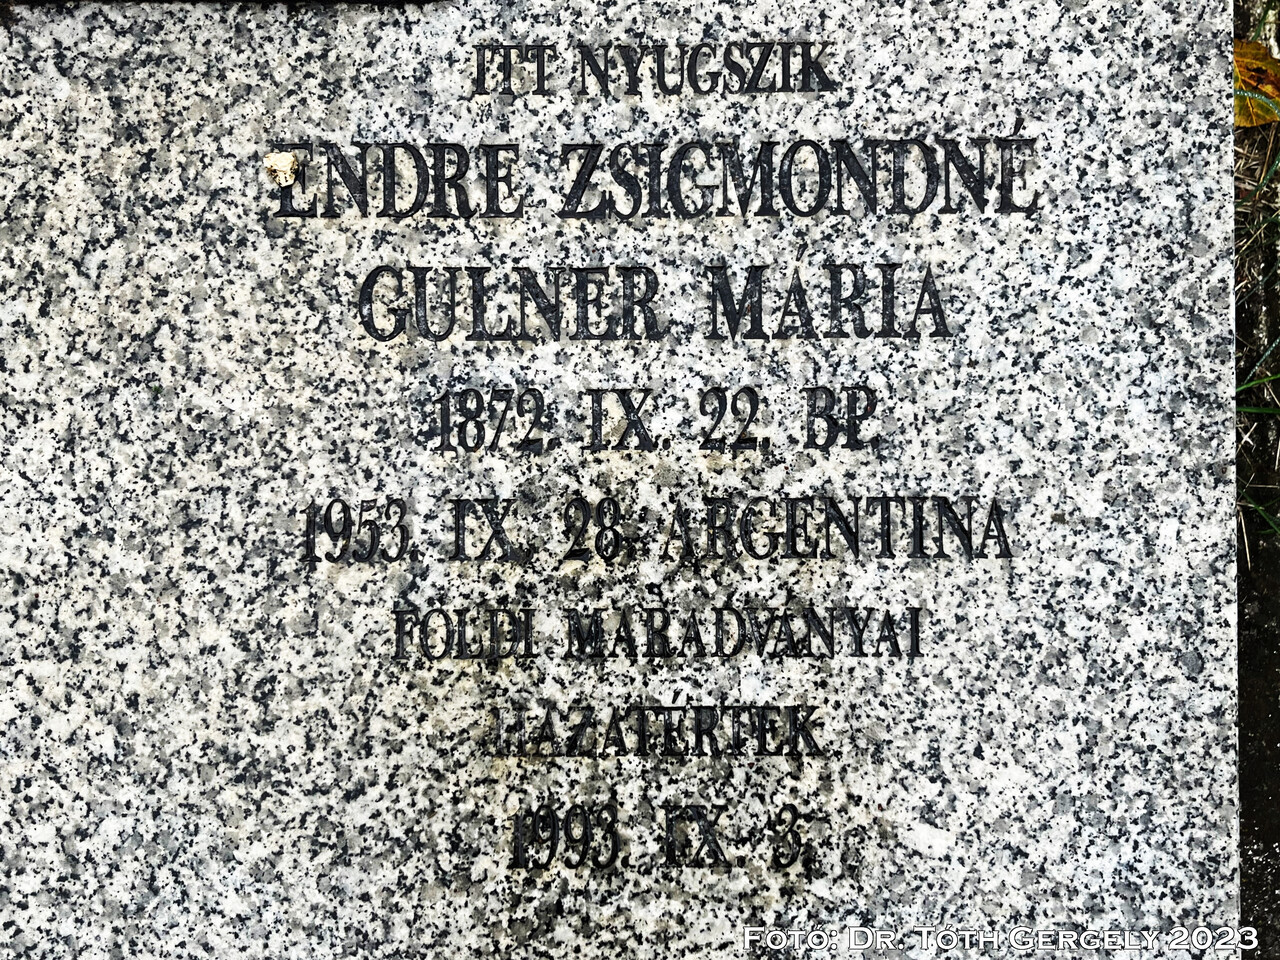 ITT NYUGSZIK
ENDRE ZSIGMONDNÉ
GULNER MÁRIA
1872. IX. 22. BP.
1953. IX. 28. ARGENTINA
FÖLDI MARADVÁNYAI
HAZATÉRTEK
1993. IX. 3.
FOTÓ: DR. TÓTH GERGELY 2023